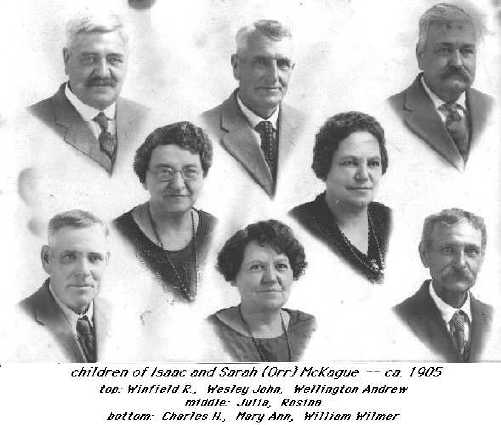 children of Isaac and Sarah (Orr) McKague -- ca. 1905
top: Winfield R., Wesley John, Wellington Andrew
middle: Julia, Rosina
bottom: Charles H., Mary Ann, William Wilmer